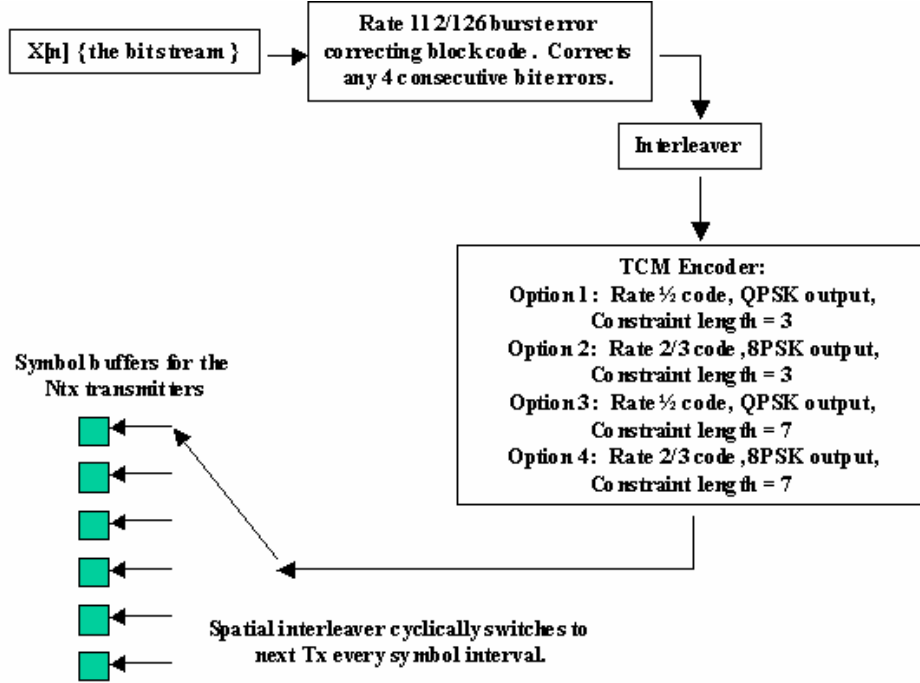 X[n] {the bitstream }
Rate 112/126 burst error
correcting block code . Corrects
any 4 consecutive bit errors.
Interleaver
TCM Encoder:
Option 1: Rate ½ code, QPSK output,
Constraint length = 3
Option 2: Rate 2/3 code ,8PSK output,
Constraint length = 3
Option 3: Rate ½ code, QPSK output,
Constraint length = 7
Option 4: Rate 2/3 code ,8PSK output,
Constraint length = 7
Symbol buffers for the
Ntx transmitters
Spatial interleaver cyclically switches to
next Tx every symbol interval.